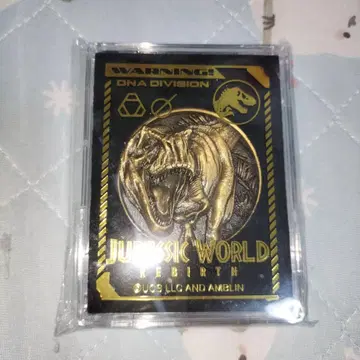 WARNING!
DNA DIVISION
JURASSIC WORLD
REBIRTH
© UCS LLC AND AMBLIN